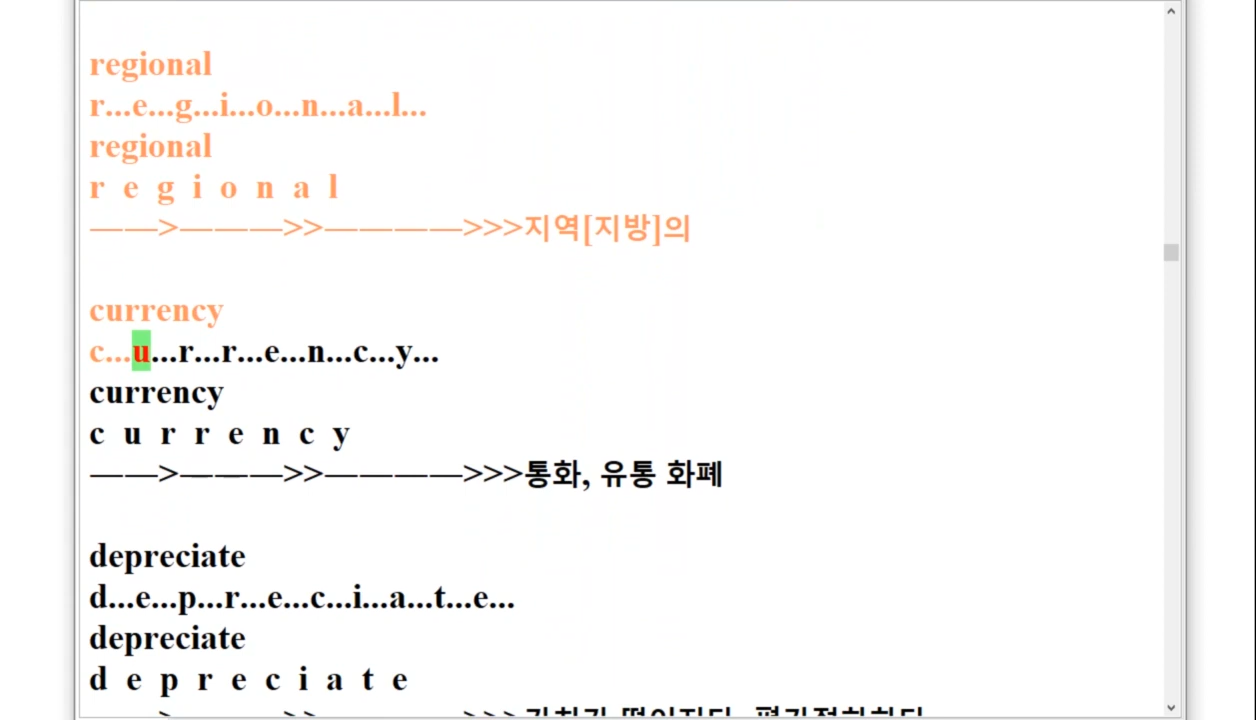 regional
r...e...g...i...o...n...a...l...
regional
r e g i o n a l
——>———>>————>>>지역[지방]의
currency
c...u...r...r...e...n...c...y...
currency
c u r r e n c y
——>———>>————>>>통화, 유통 화폐
depreciate
d...e...p...r...e...c...i...a...t...e...
depreciate
d e p r e c i a t e